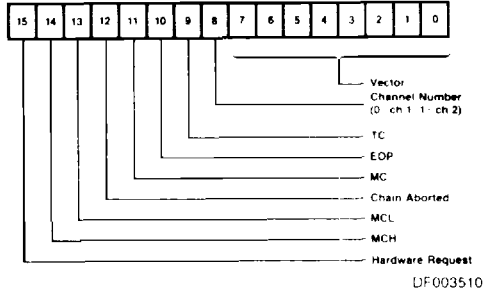 15 14 13 12 11 10 9 8 7 6 5 4 3 2 1 0
Vector
Channel Number
(0 - ch 1, 1 - ch 2)
TC
EOP
MC
Chain Aborted
MCL
MCH
Hardware Request
DF003510